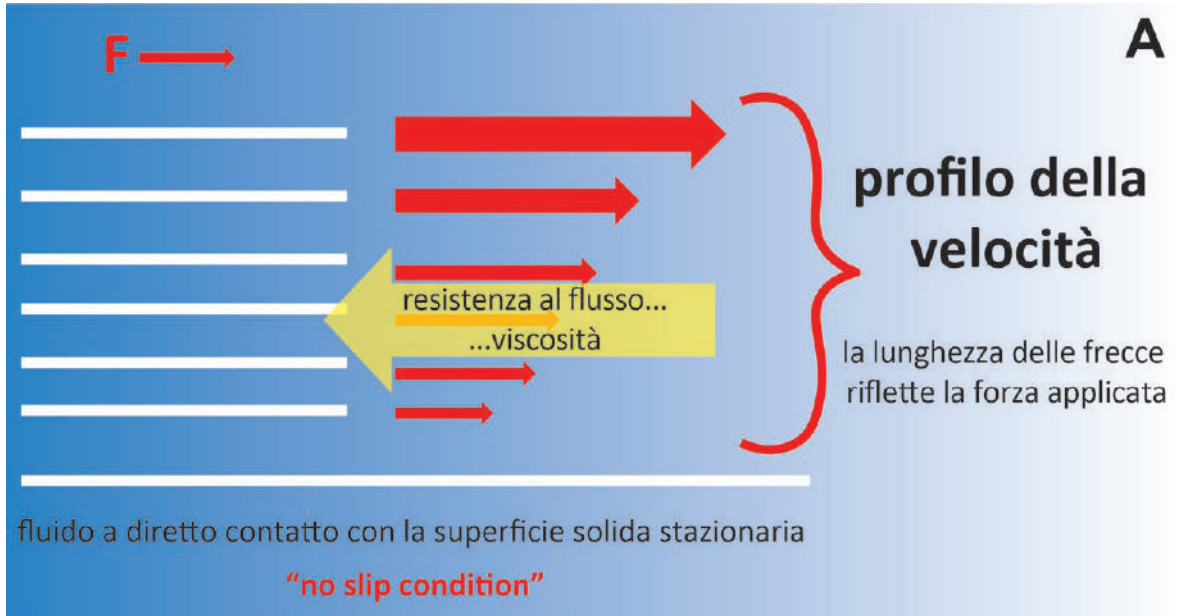 A
F
profilo della
velocità
resistenza al flusso...
...viscosità
la lunghezza delle frecce
riflette la forza applicata
fluido a diretto contatto con la superficie solida stazionaria
“no slip condition”